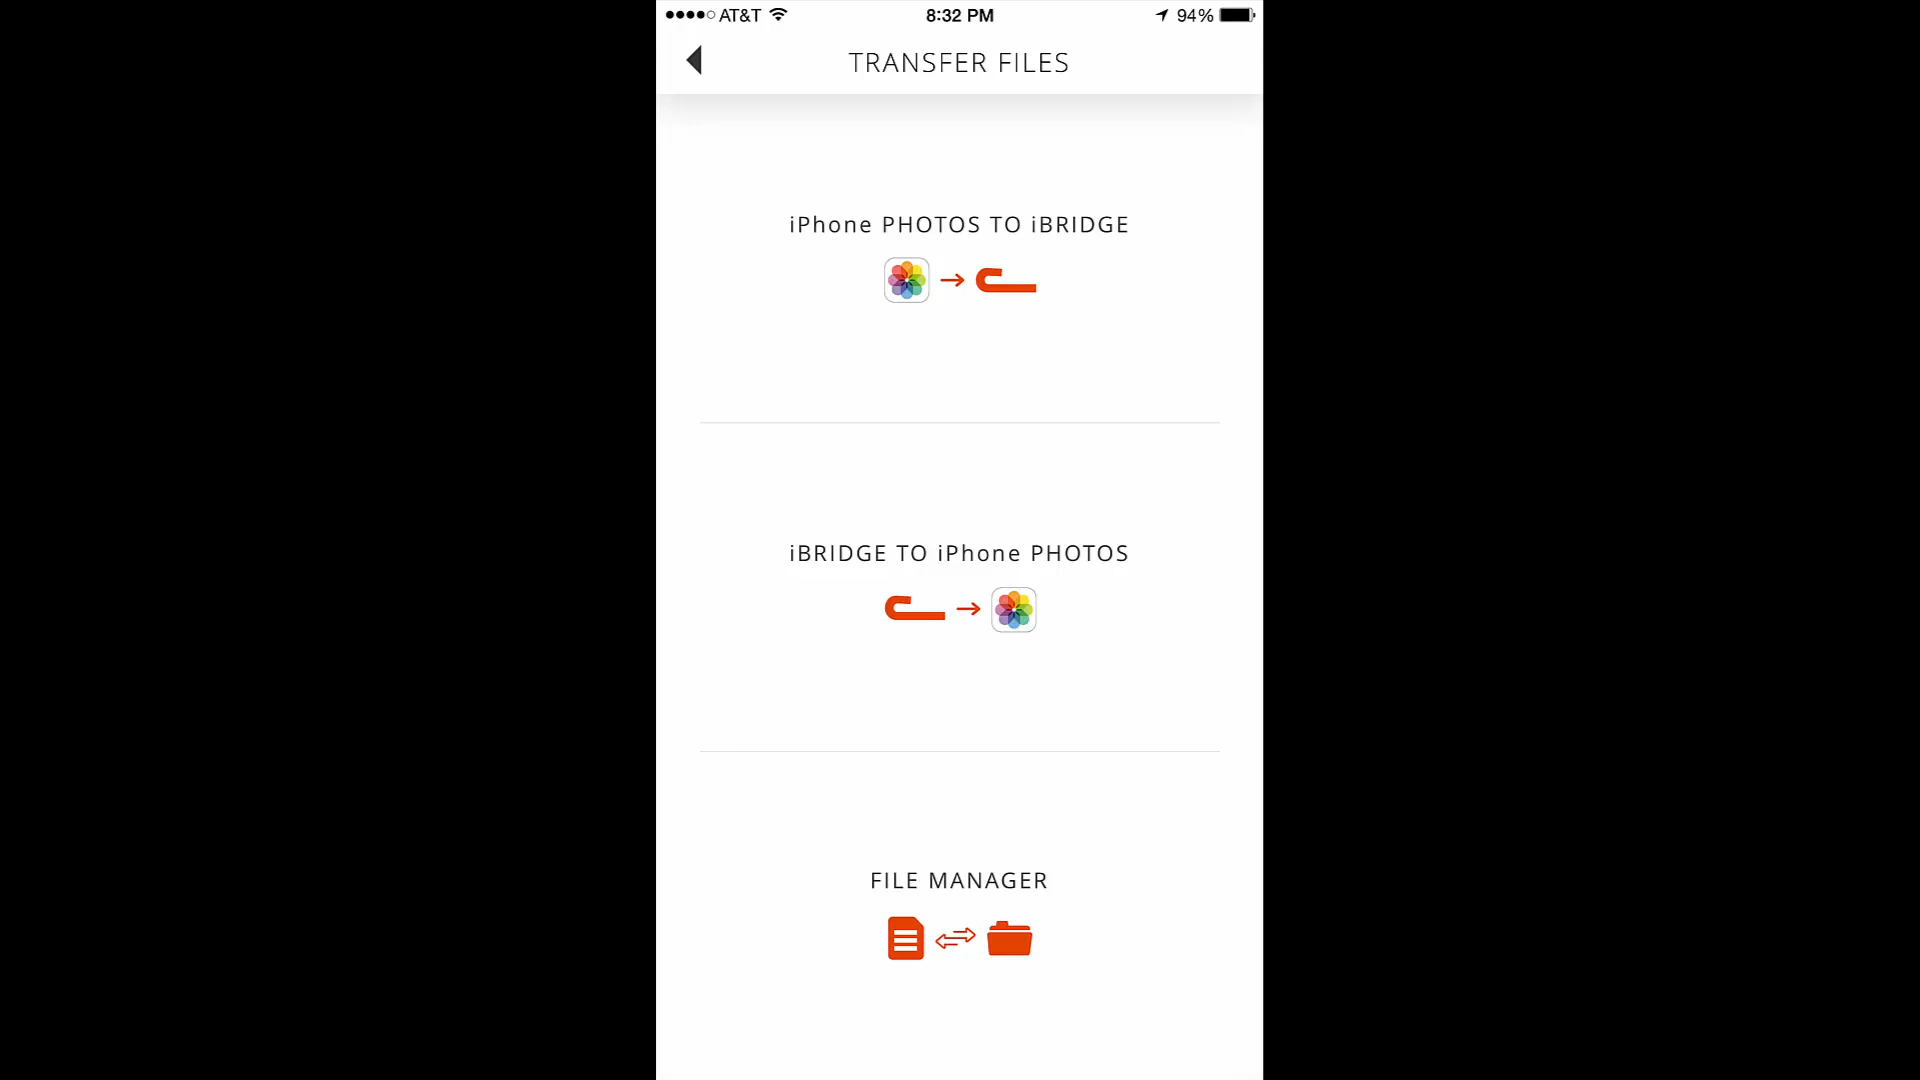 AT&T 8:32 PM 94%
TRANSFER FILES
iPhone PHOTOS TO iBRIDGE
iBRIDGE TO iPhone PHOTOS
FILE MANAGER